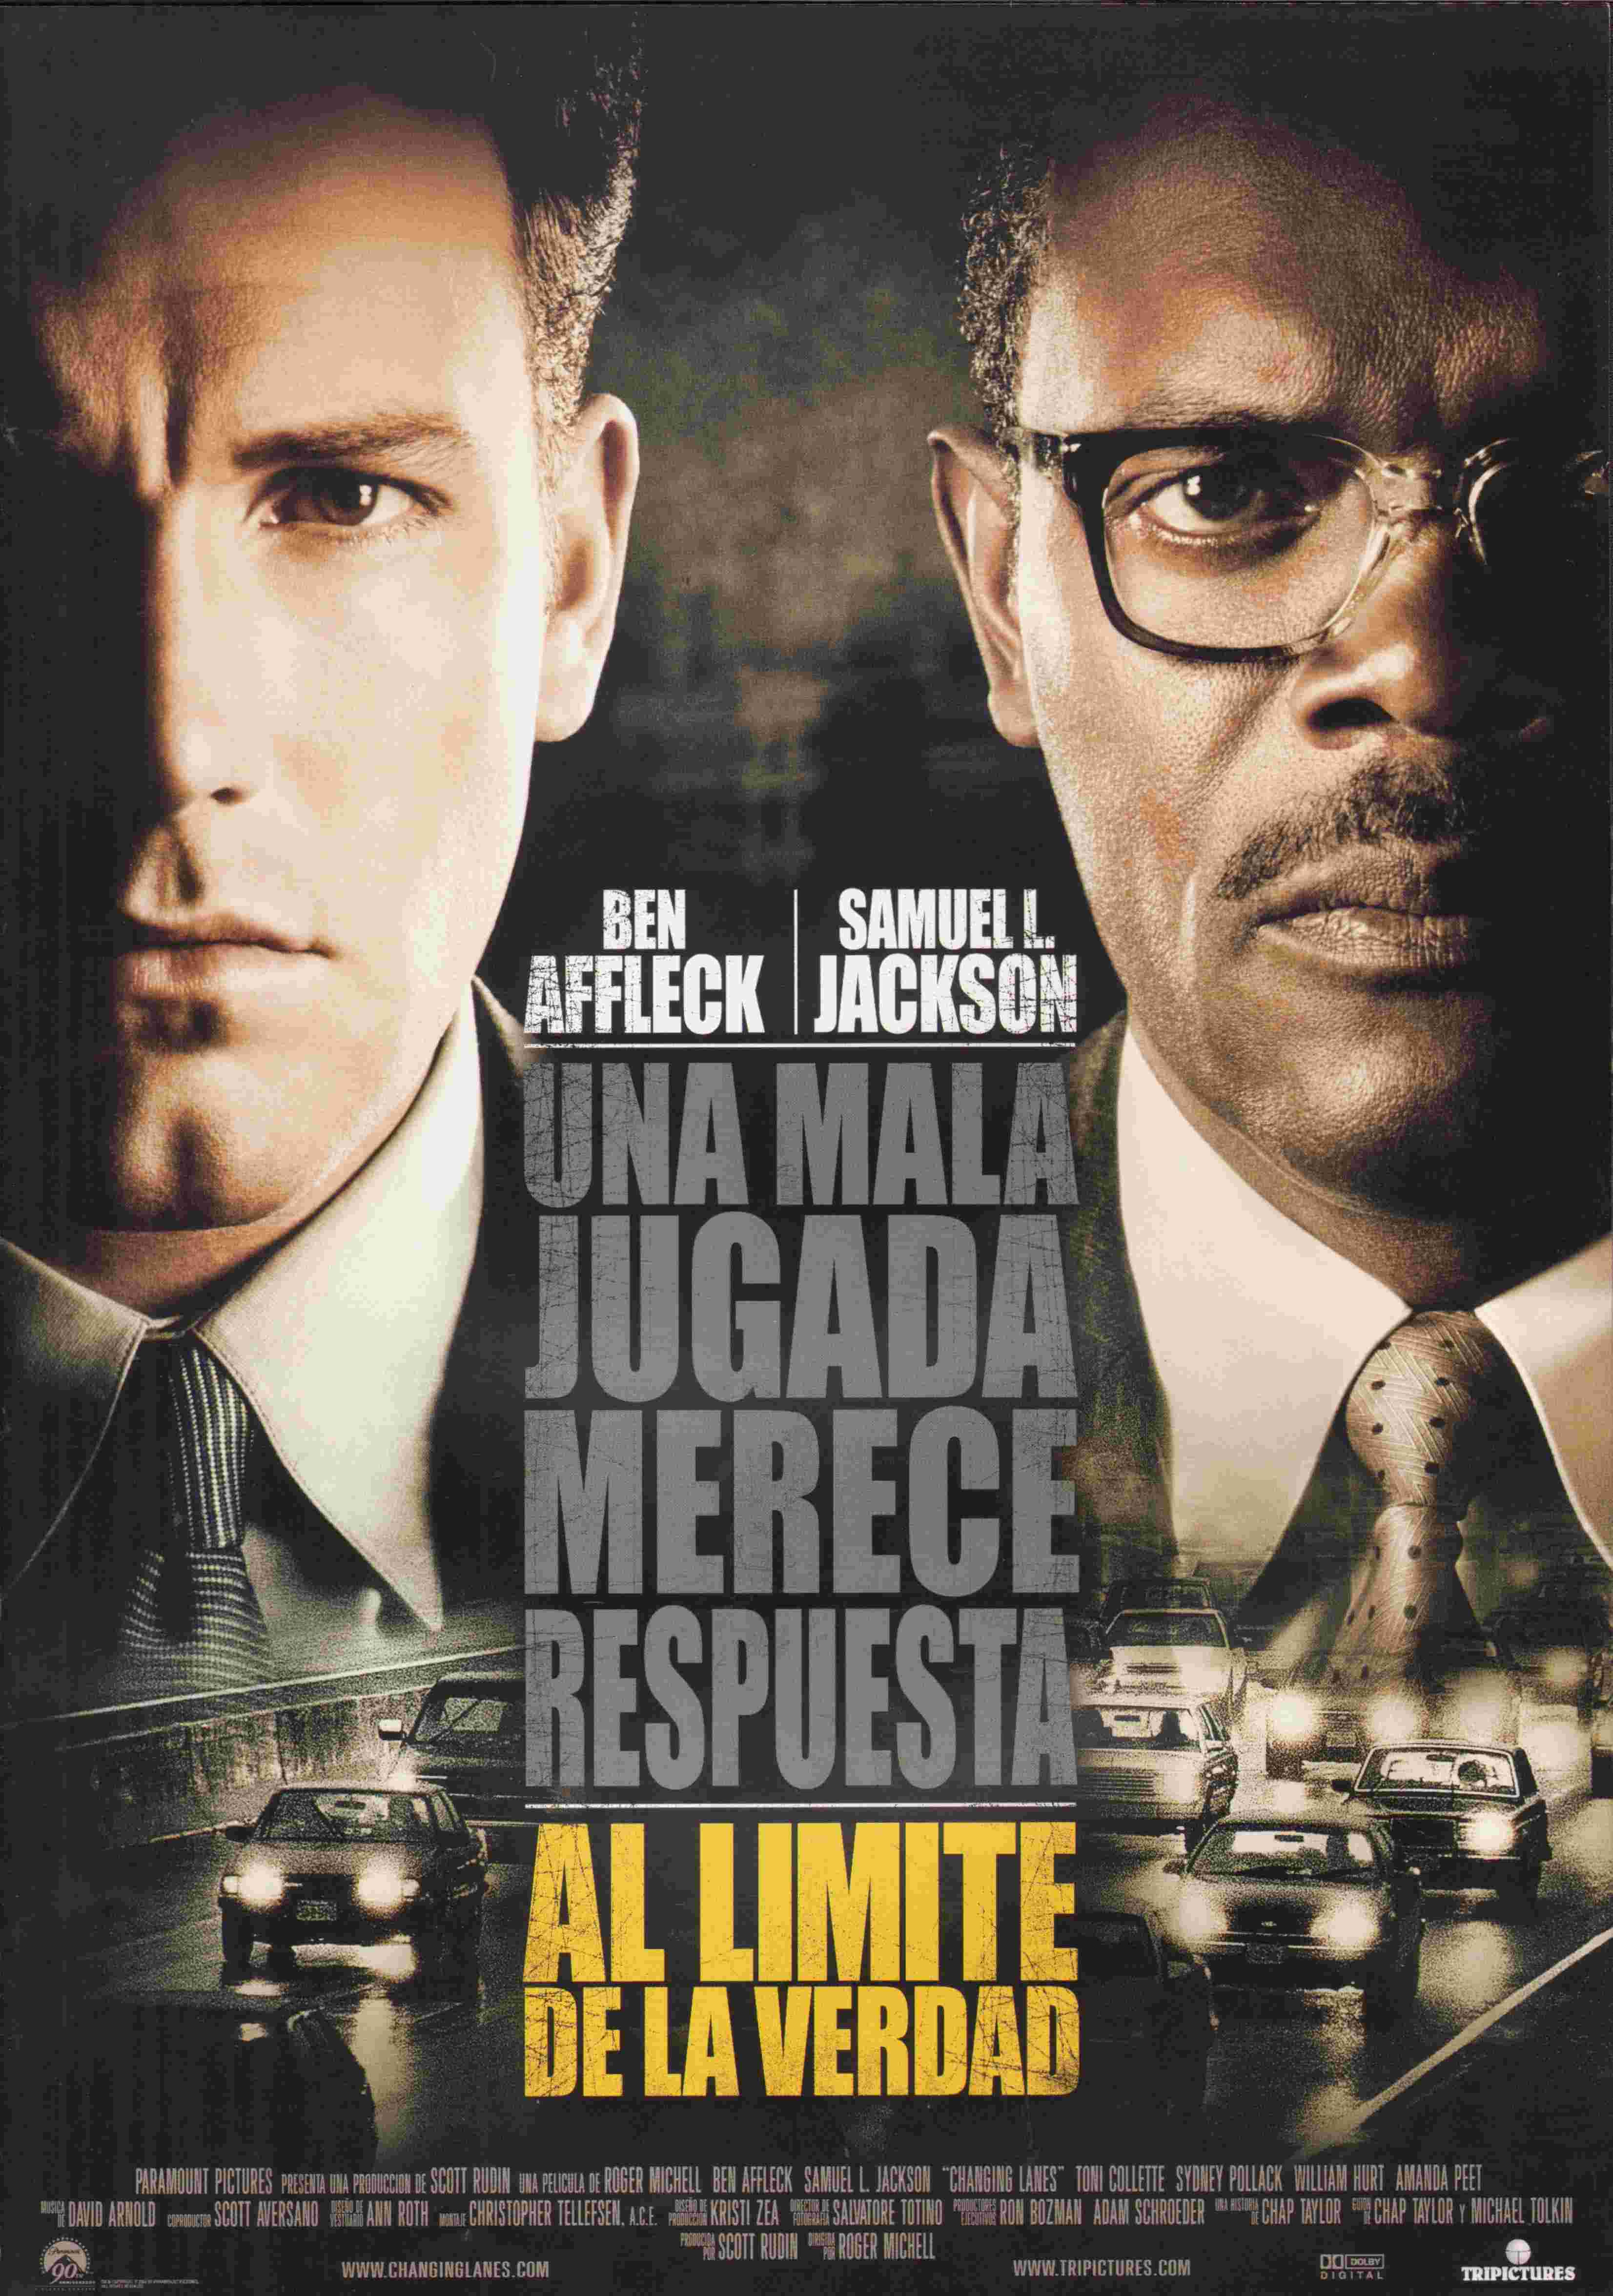 BEN AFFLECK
SAMUEL L. JACKSON
UNA MALA
JUGADA
MERECE
RESPUESTA
AL LIMITE
DE LA VERDAD
PARAMOUNT PICTURES PRESENTA UNA PRODUCCION DE SCOTT RUDIN UNA PELICULA DE ROGER MICHELL BEN AFFLECK SAMUEL L. JACKSON "CHANGING LANES" TONI COLLETTE SYDNEY POLLACK WILLIAM HURT AMANDA PEET
MUSICA DE DAVID ARNOLD COPRODUCTOR SCOTT AVERSANO DISEÑO DE VESTUARIO ANN ROTH MONTAJE CHRISTOPHER TELLEFSEN, A.C.E. DISEÑO DE PRODUCCION KRISTI ZEA DIRECTOR DE FOTOGRAFIA SALVATORE TOTINO PRODUCTORES EJECUTIVOS RON BOZMAN ADAM SCHROEDER UNA HISTORIA DE CHAP TAYLOR GUION DE CHAP TAYLOR Y MICHAEL TOLKIN
PRODUCIDA POR SCOTT RUDIN DIRIGIDA POR ROGER MICHELL
Paramount
90TH
ANNIVERSARY
WWW.CHANGINGLANES.COM
WWW.TRIPICTURES.COM
DOLBY
DIGITAL
TRIPICTURES